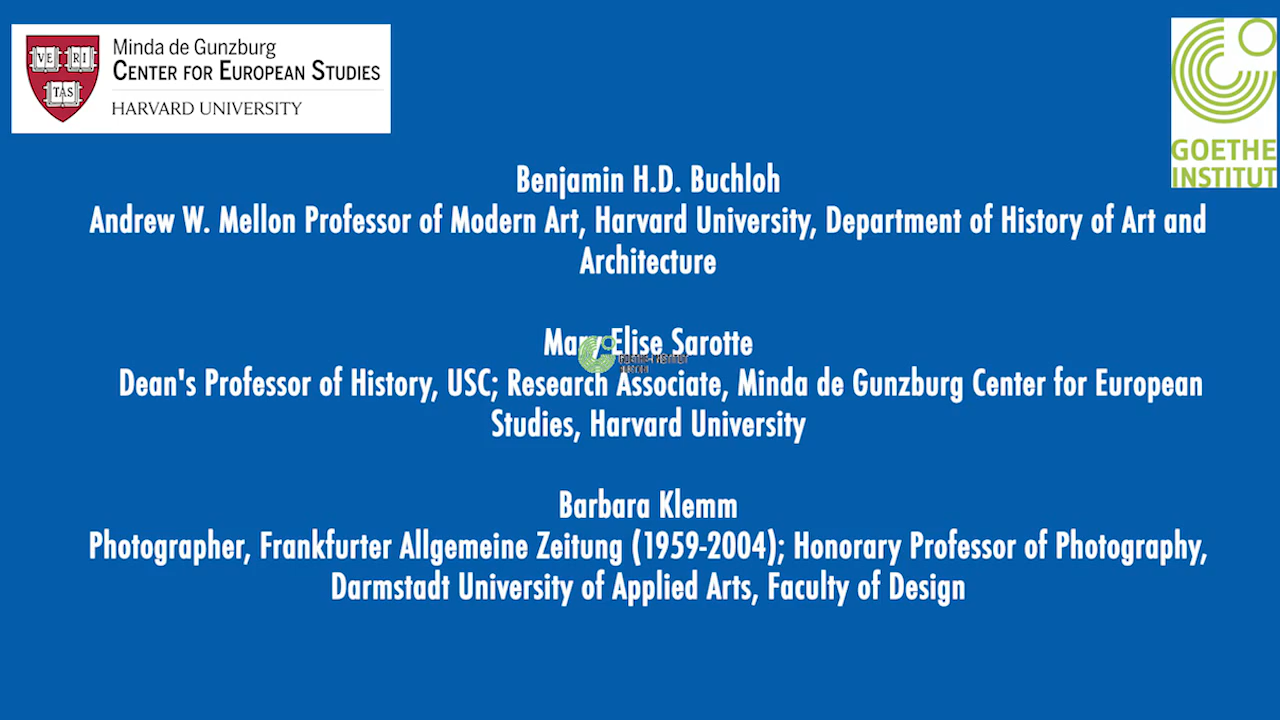 VE RI
TAS
Minda de Gunzburg
CENTER FOR EUROPEAN STUDIES
HARVARD UNIVERSITY
GOETHE
INSTITUT
Benjamin H.D. Buchloh
Andrew W. Mellon Professor of Modern Art, Harvard University, Department of History of Art and
Architecture
Mary Elise Sarotte
GOETHE-INSTITUT
Dean's Professor of History, USC; Research Associate, Minda de Gunzburg Center for European
Studies, Harvard University
Barbara Klemm
Photographer, Frankfurter Allgemeine Zeitung (1959-2004); Honorary Professor of Photography,
Darmstadt University of Applied Arts, Faculty of Design